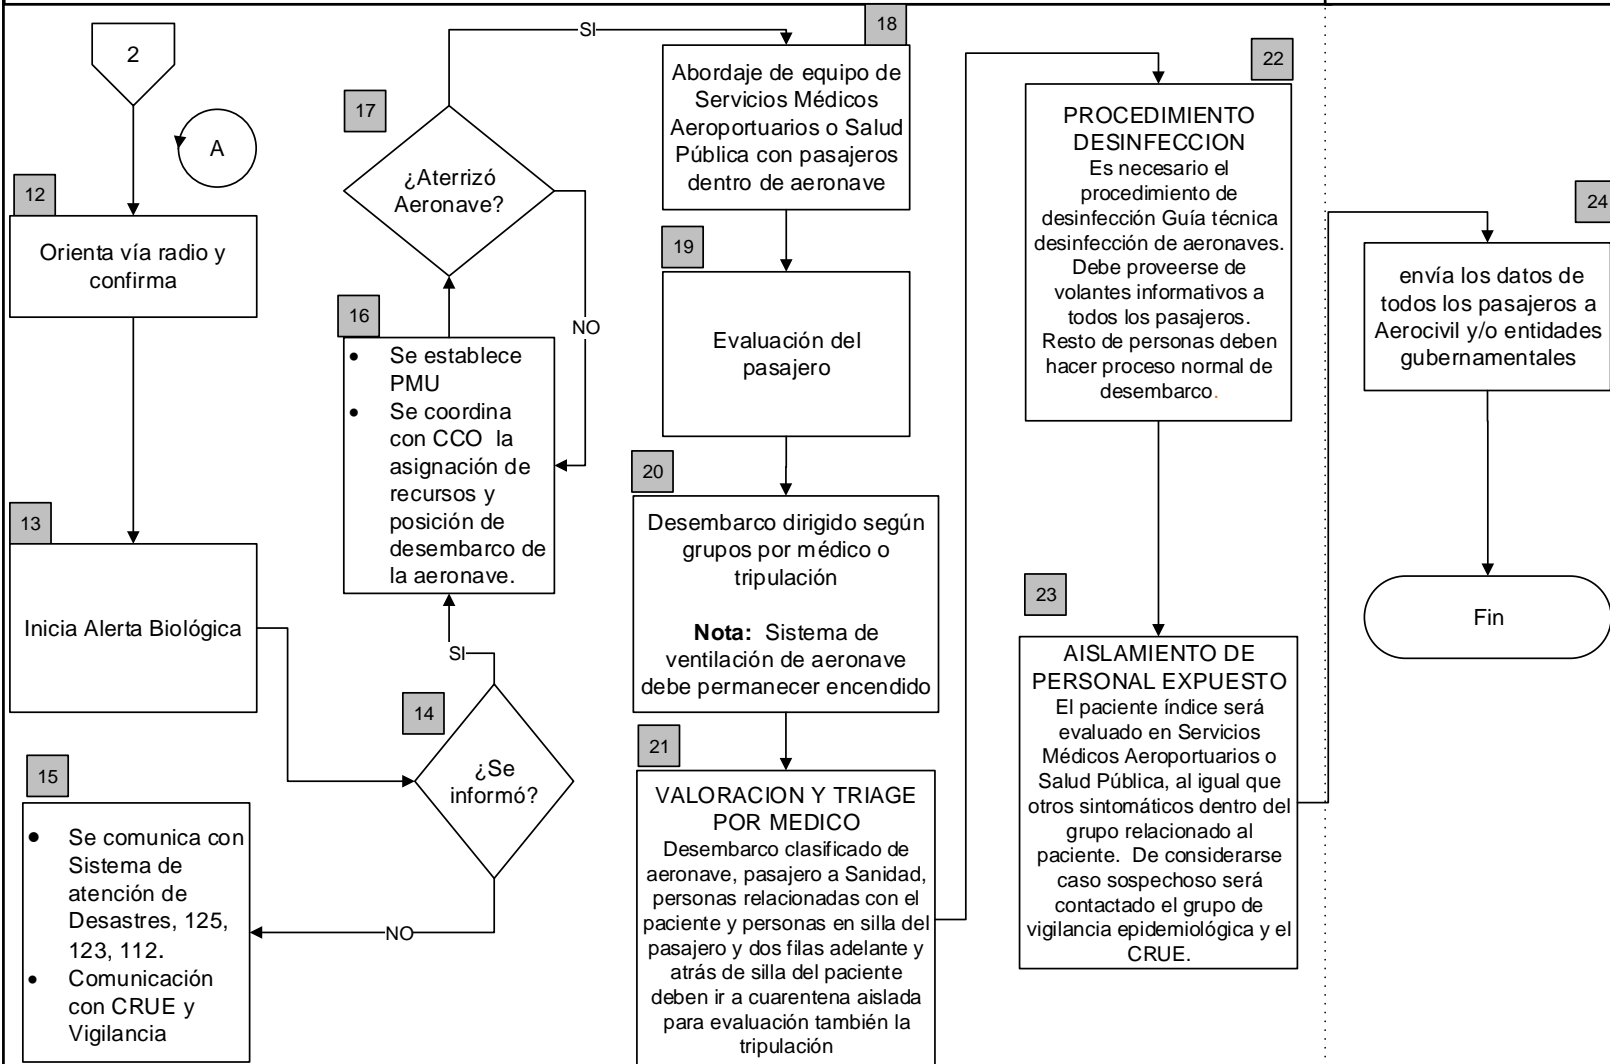 2
A
12
Orienta vía radio y
confirma
13
Inicia Alerta Biológica
14
¿Se
informó?
SI
NO
15
• Se comunica con
Sistema de
atención de
Desastres, 125,
123, 112.
• Comunicación
con CRUE y
Vigilancia
16
• Se establece
PMU
• Se coordina
con CCO la
asignación de
recursos y
posición de
desembarco de
la aeronave.
17
¿Aterrizó
Aeronave?
NO
SI
18
Abordaje de equipo de
Servicios Médicos
Aeroportuarios o Salud
Pública con pasajeros
dentro de aeronave
19
Evaluación del
pasajero
20
Desembarco dirigido según
grupos por médico o
tripulación
Nota: Sistema de
ventilación de aeronave
debe permanecer encendido
21
VALORACION Y TRIAGE
POR MEDICO
Desembarco clasificado de
aeronave, pasajero a Sanidad,
personas relacionadas con el
paciente y personas en silla del
pasajero y dos filas adelante y
atrás de silla del paciente
deben ir a cuarentena aislada
para evaluación también la
tripulación
22
PROCEDIMIENTO
DESINFECCION
Es necesario el
procedimiento de
desinfección Guía técnica
desinfección de aeronaves.
Debe proveerse de
volantes informativos a
todos los pasajeros.
Resto de personas deben
hacer proceso normal de
desembarco.
23
AISLAMIENTO DE
PERSONAL EXPUESTO
El paciente índice será
evaluado en Servicios
Médicos Aeroportuarios o
Salud Pública, al igual que
otros sintomáticos dentro del
grupo relacionado al
paciente. De considerarse
caso sospechoso será
contactado el grupo de
vigilancia epidemiológica y el
CRUE.
24
envía los datos de
todos los pasajeros a
Aerocivil y/o entidades
gubernamentales
Fin